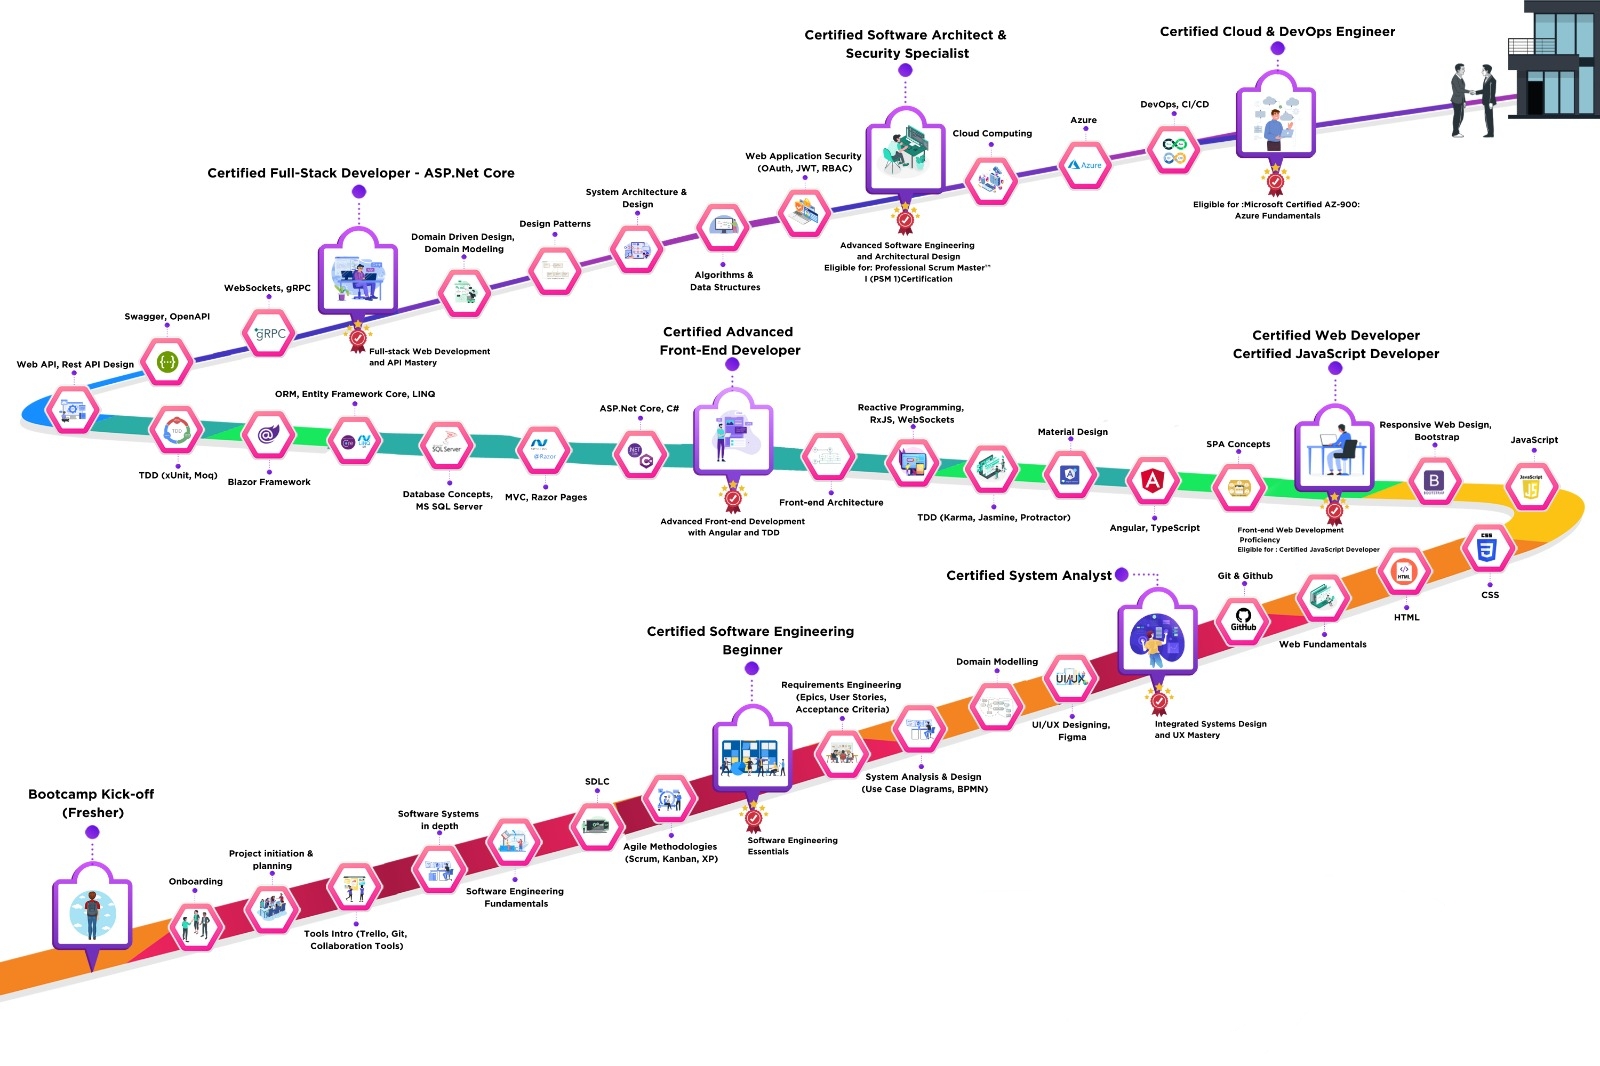 Certified Software Architect &
Security Specialist
Certified Cloud & DevOps Engineer
DevOps, CI/CD
Azure
Cloud Computing
Web Application Security
(OAuth, JWT, RBAC)
Azure
Certified Full-Stack Developer - ASP.Net Core
System Architecture &
Design
Design Patterns
Domain Driven Design,
Domain Modeling
Eligible for :Microsoft Certified AZ-900:
Azure Fundamentals
Advanced Software Engineering
and Architectural Design
Eligible for: Professional Scrum Master™
I (PSM 1)Certification
Algorithms &
Data Structures
WebSockets, gRPC
Swagger, OpenAPI
gRPC
Full-stack Web Development
and API Mastery
Web API, Rest API Design
Certified Advanced
Front-End Developer
Certified Web Developer
Certified JavaScript Developer
ORM, Entity Framework Core, LINQ
ASP.Net Core, C#
Reactive Programming,
RxJS, WebSockets
Material Design
SPA Concepts
Responsive Web Design,
Bootstrap
JavaScript
TDD
SQL Server
@Razor
BOOTSTRAP
JavaScript
JS
TDD (xUnit, Moq)
Blazor Framework
Database Concepts,
MS SQL Server
MVC, Razor Pages
Front-end Architecture
TDD (Karma, Jasmine, Protractor)
Angular, TypeScript
Advanced Front-end Development
with Angular and TDD
Front-end Web Development
Proficiency
Eligible for : Certified JavaScript Developer
CSS
CSS
HTML
HTML
Certified System Analyst
Git & Github
GitHub
Web Fundamentals
Certified Software Engineering
Beginner
Requirements Engineering
(Epics, User Stories,
Acceptance Criteria)
Domain Modelling
UI/UX
UI/UX Designing,
Figma
Integrated Systems Design
and UX Mastery
System Analysis & Design
(Use Case Diagrams, BPMN)
SDLC
Agile Methodologies
(Scrum, Kanban, XP)
Software Engineering
Essentials
Bootcamp Kick-off
(Fresher)
Software Systems
in depth
Project initiation &
planning
Onboarding
Software Engineering
Fundamentals
Tools Intro (Trello, Git,
Collaboration Tools)